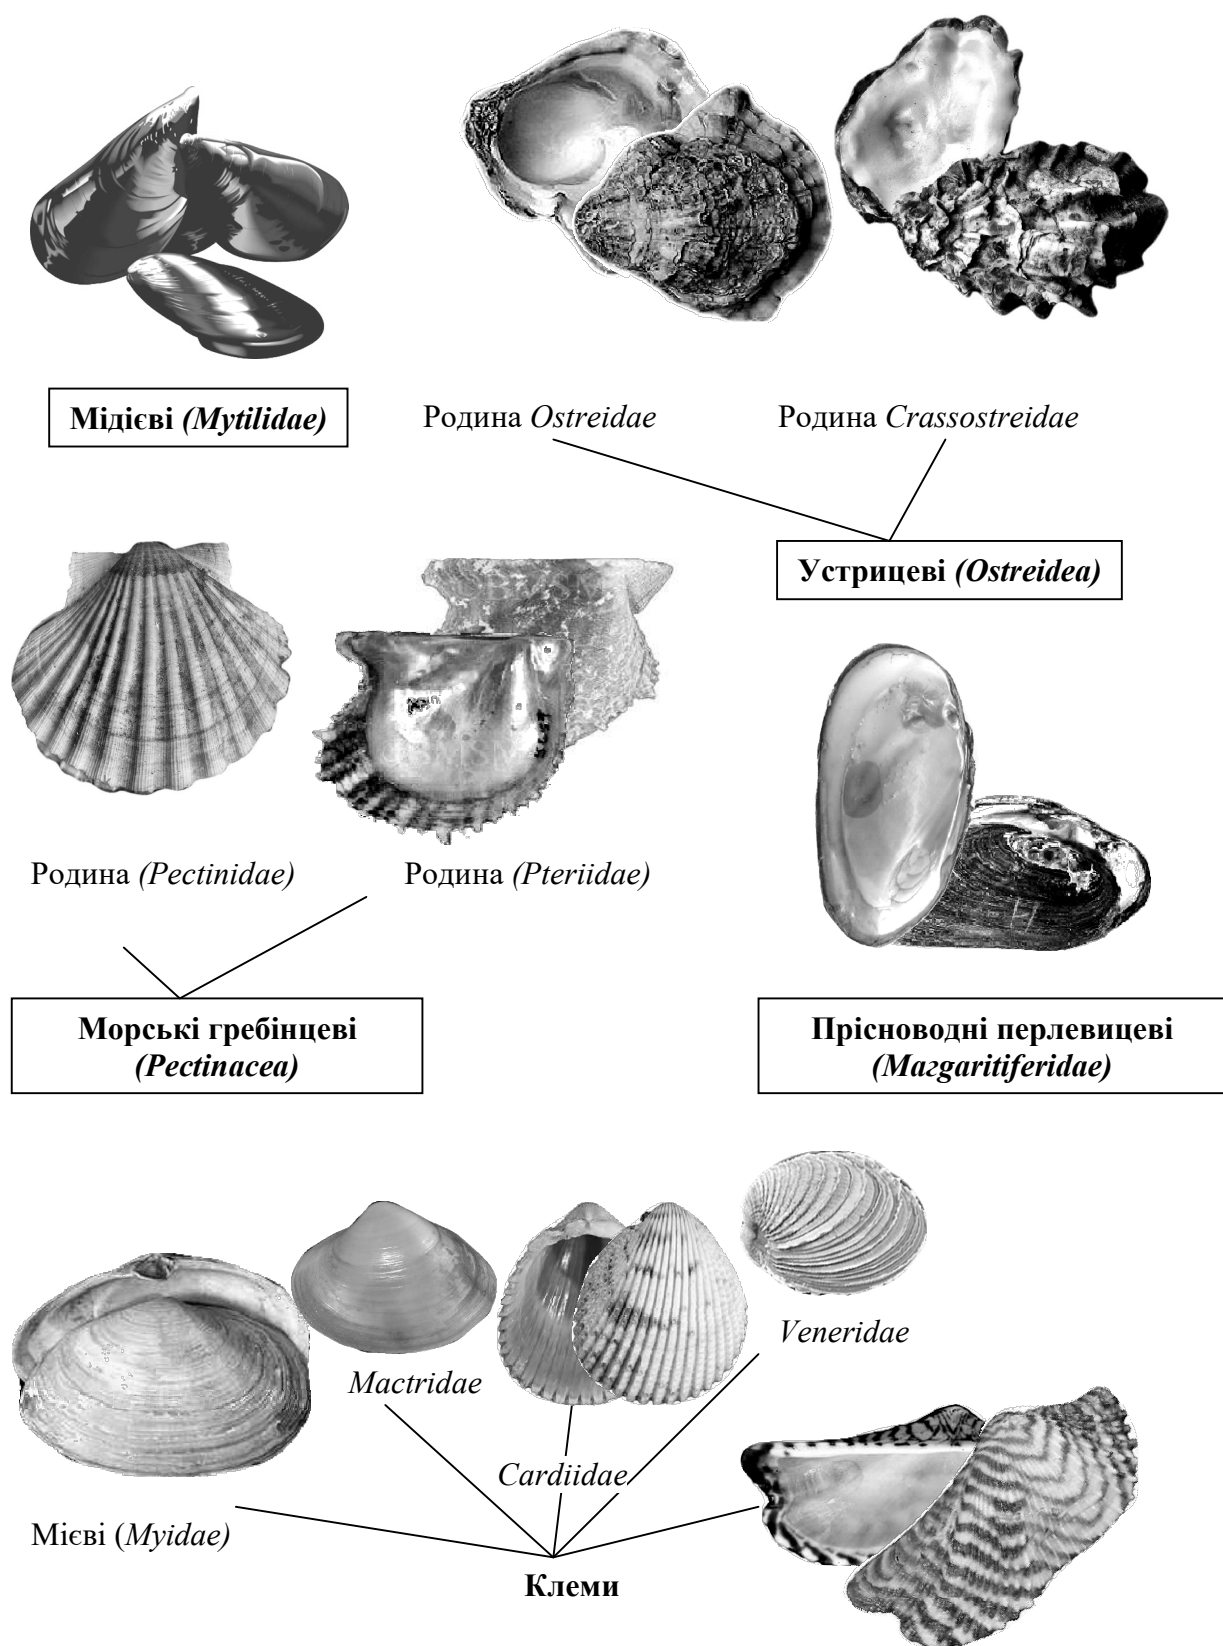 Мідієві (Mytilidae)
Родина Ostreidae
Родина Crassostreidae
Устрицеві (Ostreidea)
Родина (Pectinidae)
Родина (Pteriidae)
Морські гребінцеві
(Pectinacea)
Прісноводні перлевицеві
(Maгgaritiferidae)
Veneridae
Mactridae
Cardiidae
Мієві (Myidae)
Клеми